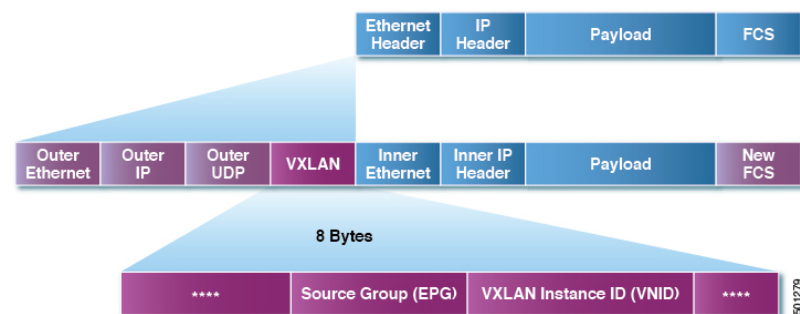 Ethernet Header
IP Header
Payload
FCS
Outer Ethernet
Outer IP
Outer UDP
VXLAN
Inner Ethernet
Inner IP Header
Payload
New FCS
8 Bytes
****
Source Group (EPG)
VXLAN Instance ID (VNID)
****
501279